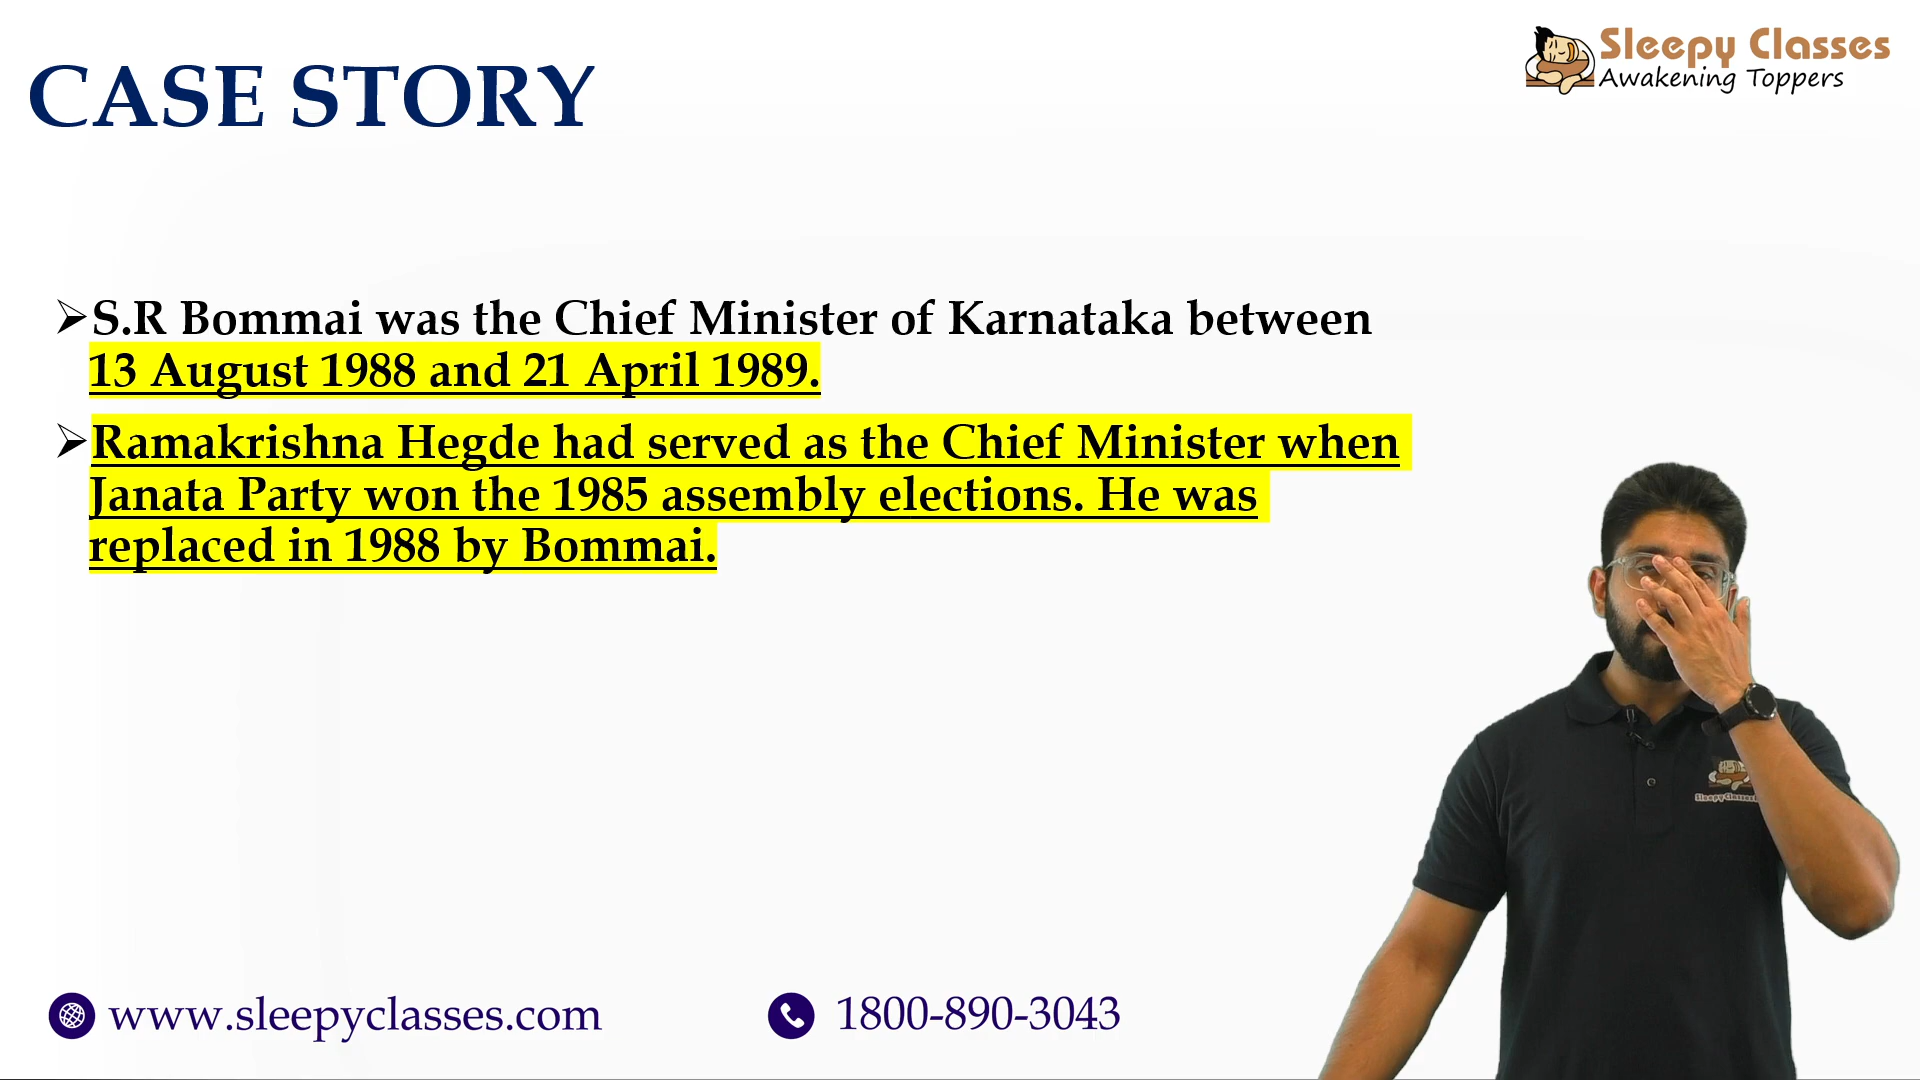 CASE STORY
Sleepy Classes
Awakening Toppers
S.R Bommai was the Chief Minister of Karnataka between
13 August 1988 and 21 April 1989.
Ramakrishna Hegde had served as the Chief Minister when
Janata Party won the 1985 assembly elections. He was
replaced in 1988 by Bommai.
Sleepy Classes
www.sleepyclasses.com
1800-890-3043